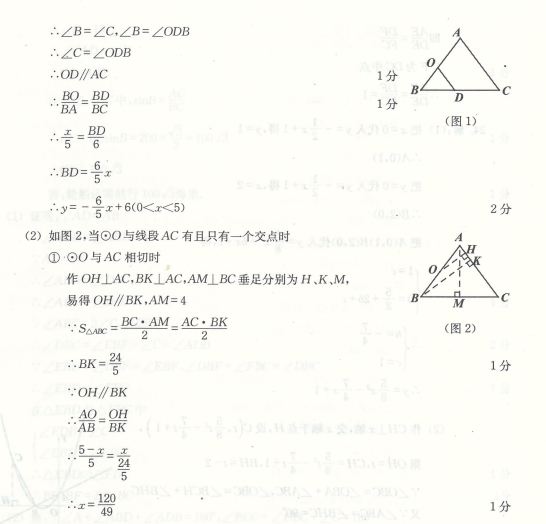 ∴∠B=∠C,∠B=∠ODB
∴∠C=∠ODB
∴OD∥AC 1分
∴BO/BA=BD/BC 1分
∴x/5=BD/6
∴BD=6/5x
∴y=-6/5x+6(0<x<5) 2分
A
O
B D C
(图1)
(2) 如图2,当⊙O与线段AC有且只有一个交点时
① ⊙O与AC相切时
作OH⊥AC,BK⊥AC,AM⊥BC垂足分别为H、K、M,
易得OH∥BK,AM=4
∵S△ABC=BC·AM/2=AC·BK/2
∴BK=24/5 1分
∵OH∥BK
∴AO/AB=OH/BK
∴(5-x)/5=x/(24/5)
∴x=120/49 1分
A
H
K
O
B M C
(图2)